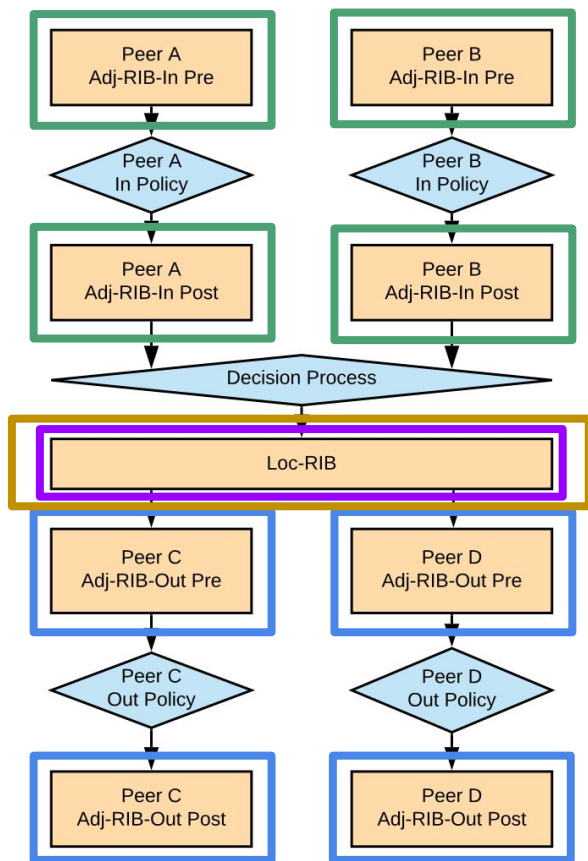 Peer A
Adj-RIB-In Pre
Peer B
Adj-RIB-In Pre
Peer A
In Policy
Peer B
In Policy
Peer A
Adj-RIB-In Post
Peer B
Adj-RIB-In Post
Decision Process
Loc-RIB
Peer C
Adj-RIB-Out Pre
Peer D
Adj-RIB-Out Pre
Peer C
Out Policy
Peer D
Out Policy
Peer C
Adj-RIB-Out Post
Peer D
Adj-RIB-Out Post